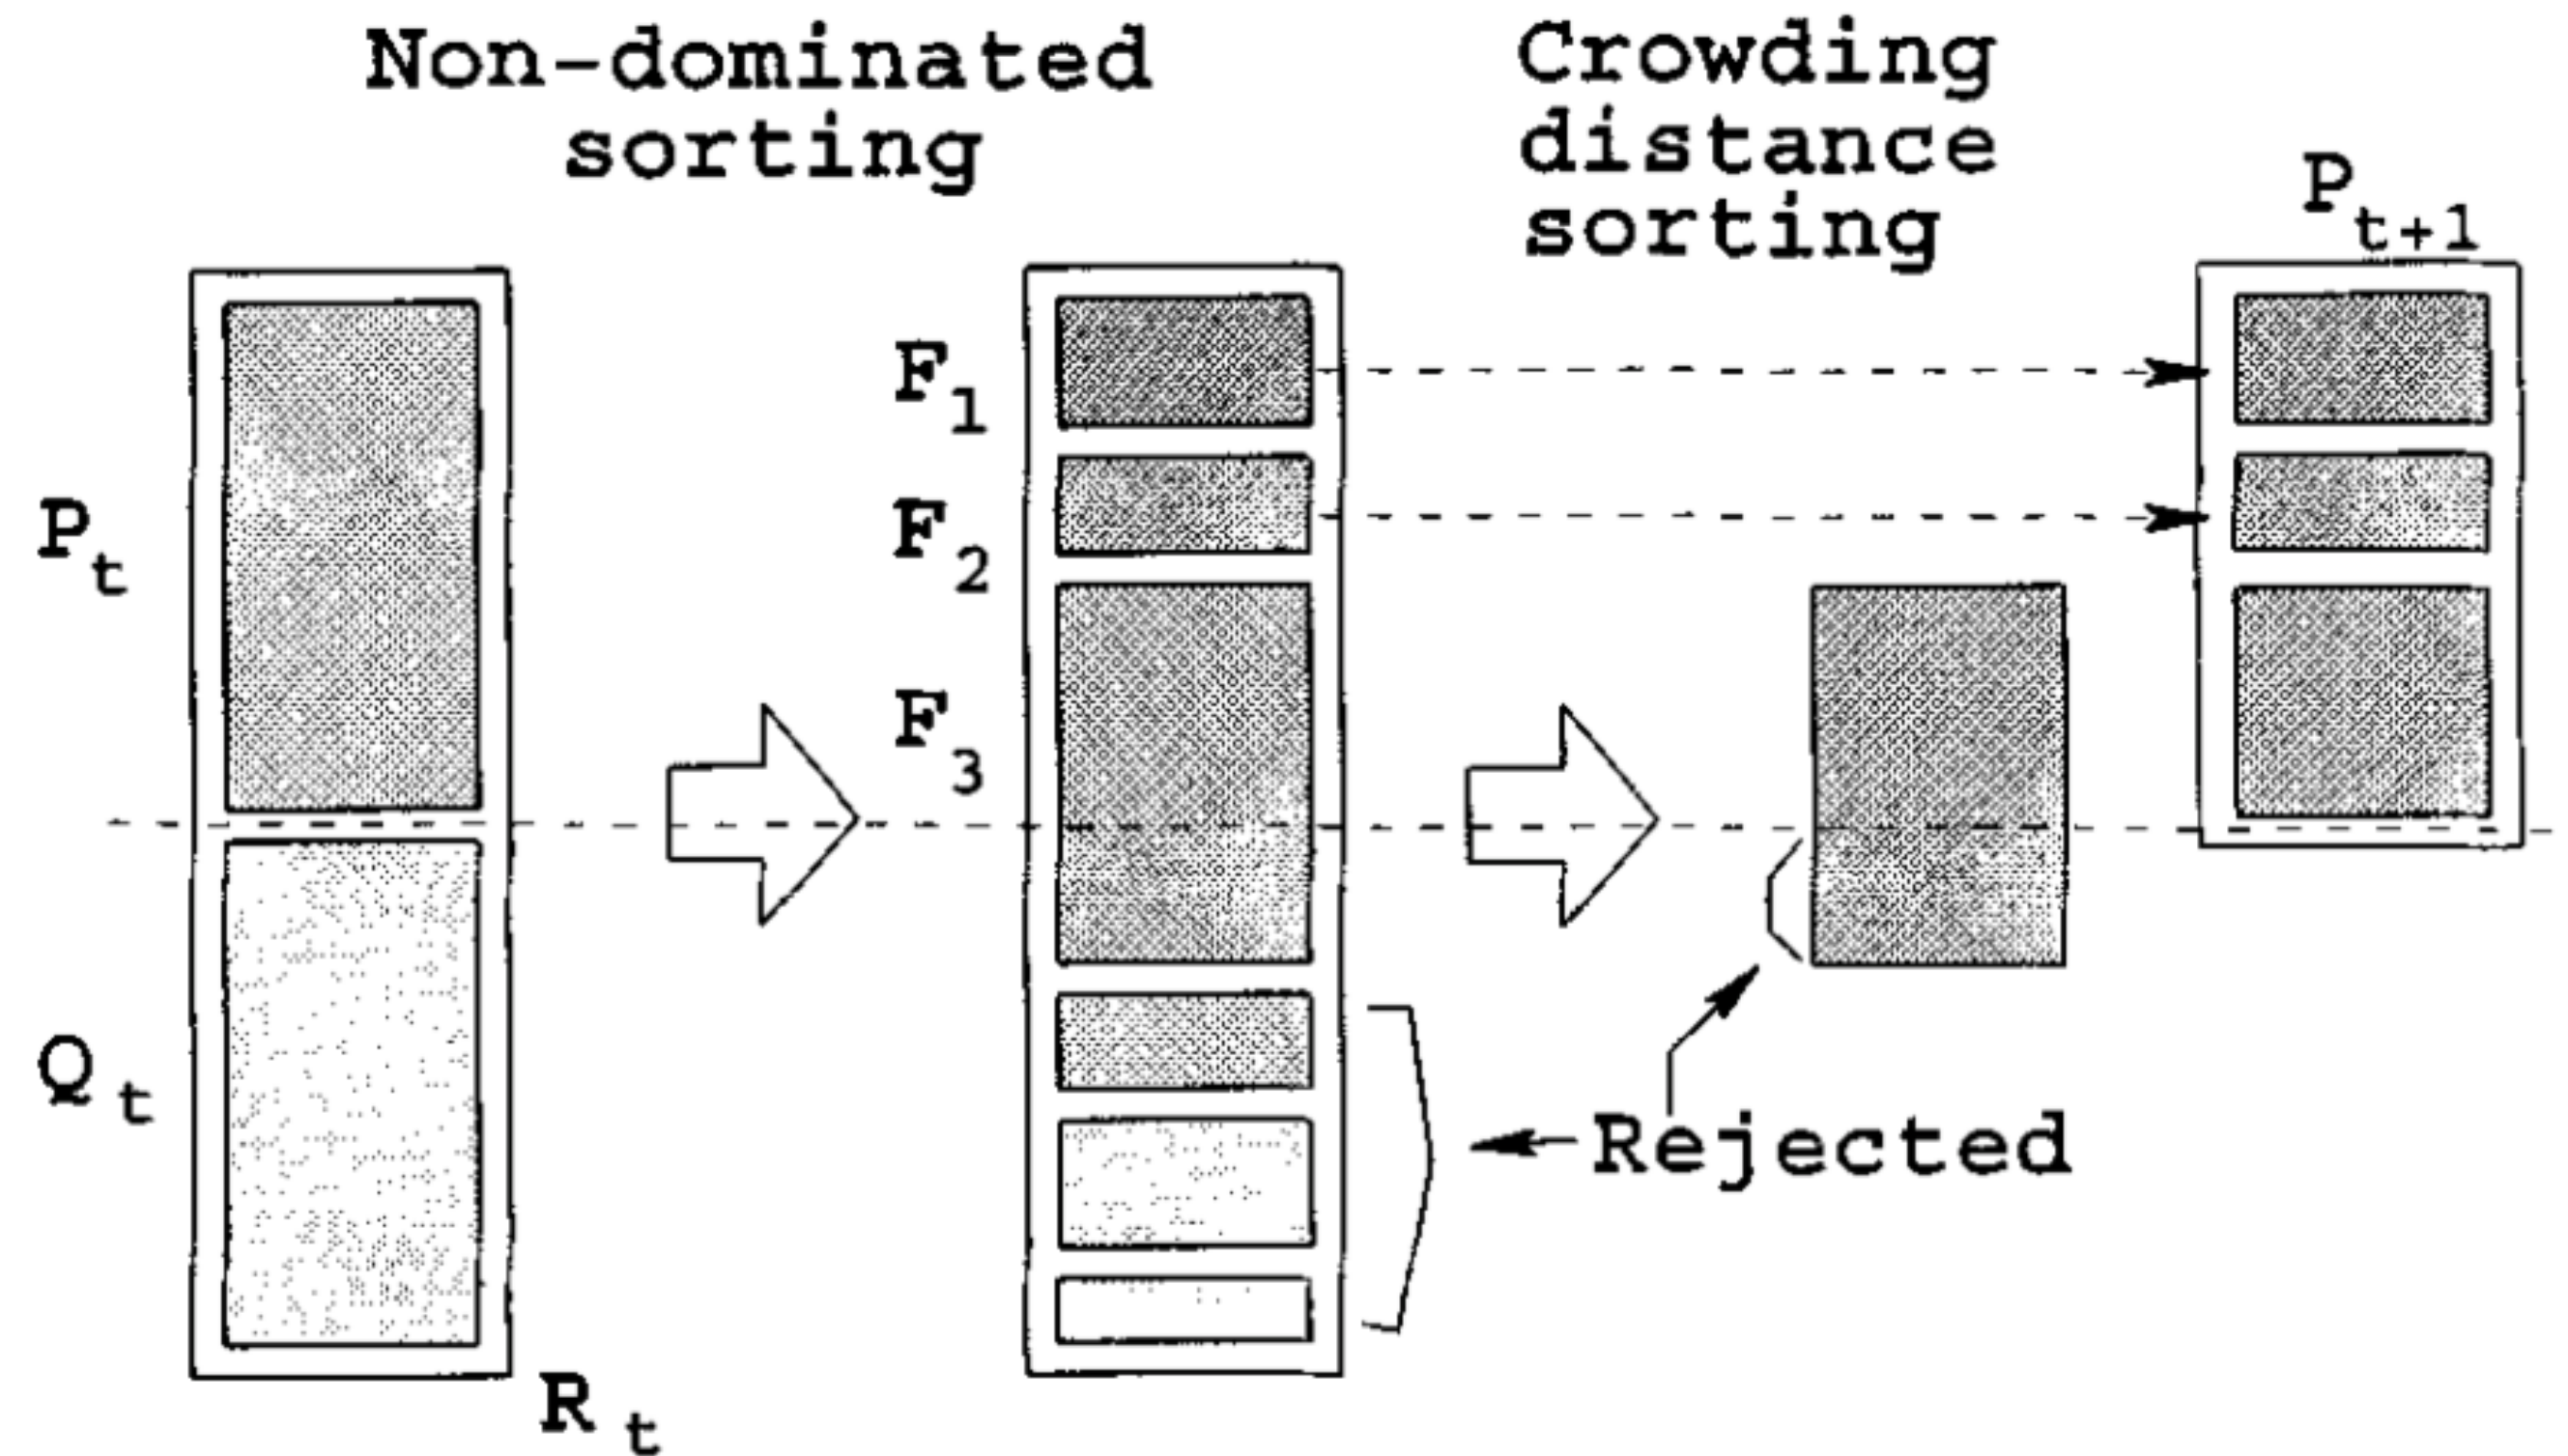 Non-dominated
sorting
Crowding
distance
sorting
P t+1
P t
Q t
R t
F 1
F 2
F 3
Rejected